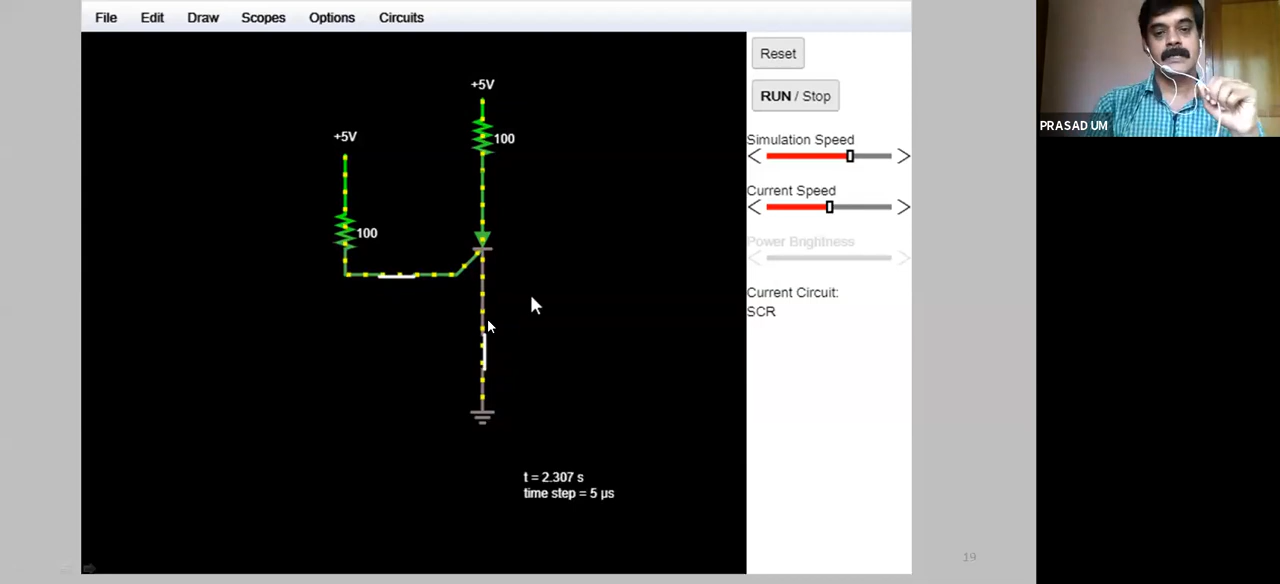 File Edit Draw Scopes Options Circuits
+5V
100
+5V
100
t = 2.307 s
time step = 5 µs
Reset
RUN / Stop
Simulation Speed
Current Speed
Power Brightness
Current Circuit:
SCR
PRASAD UM
19